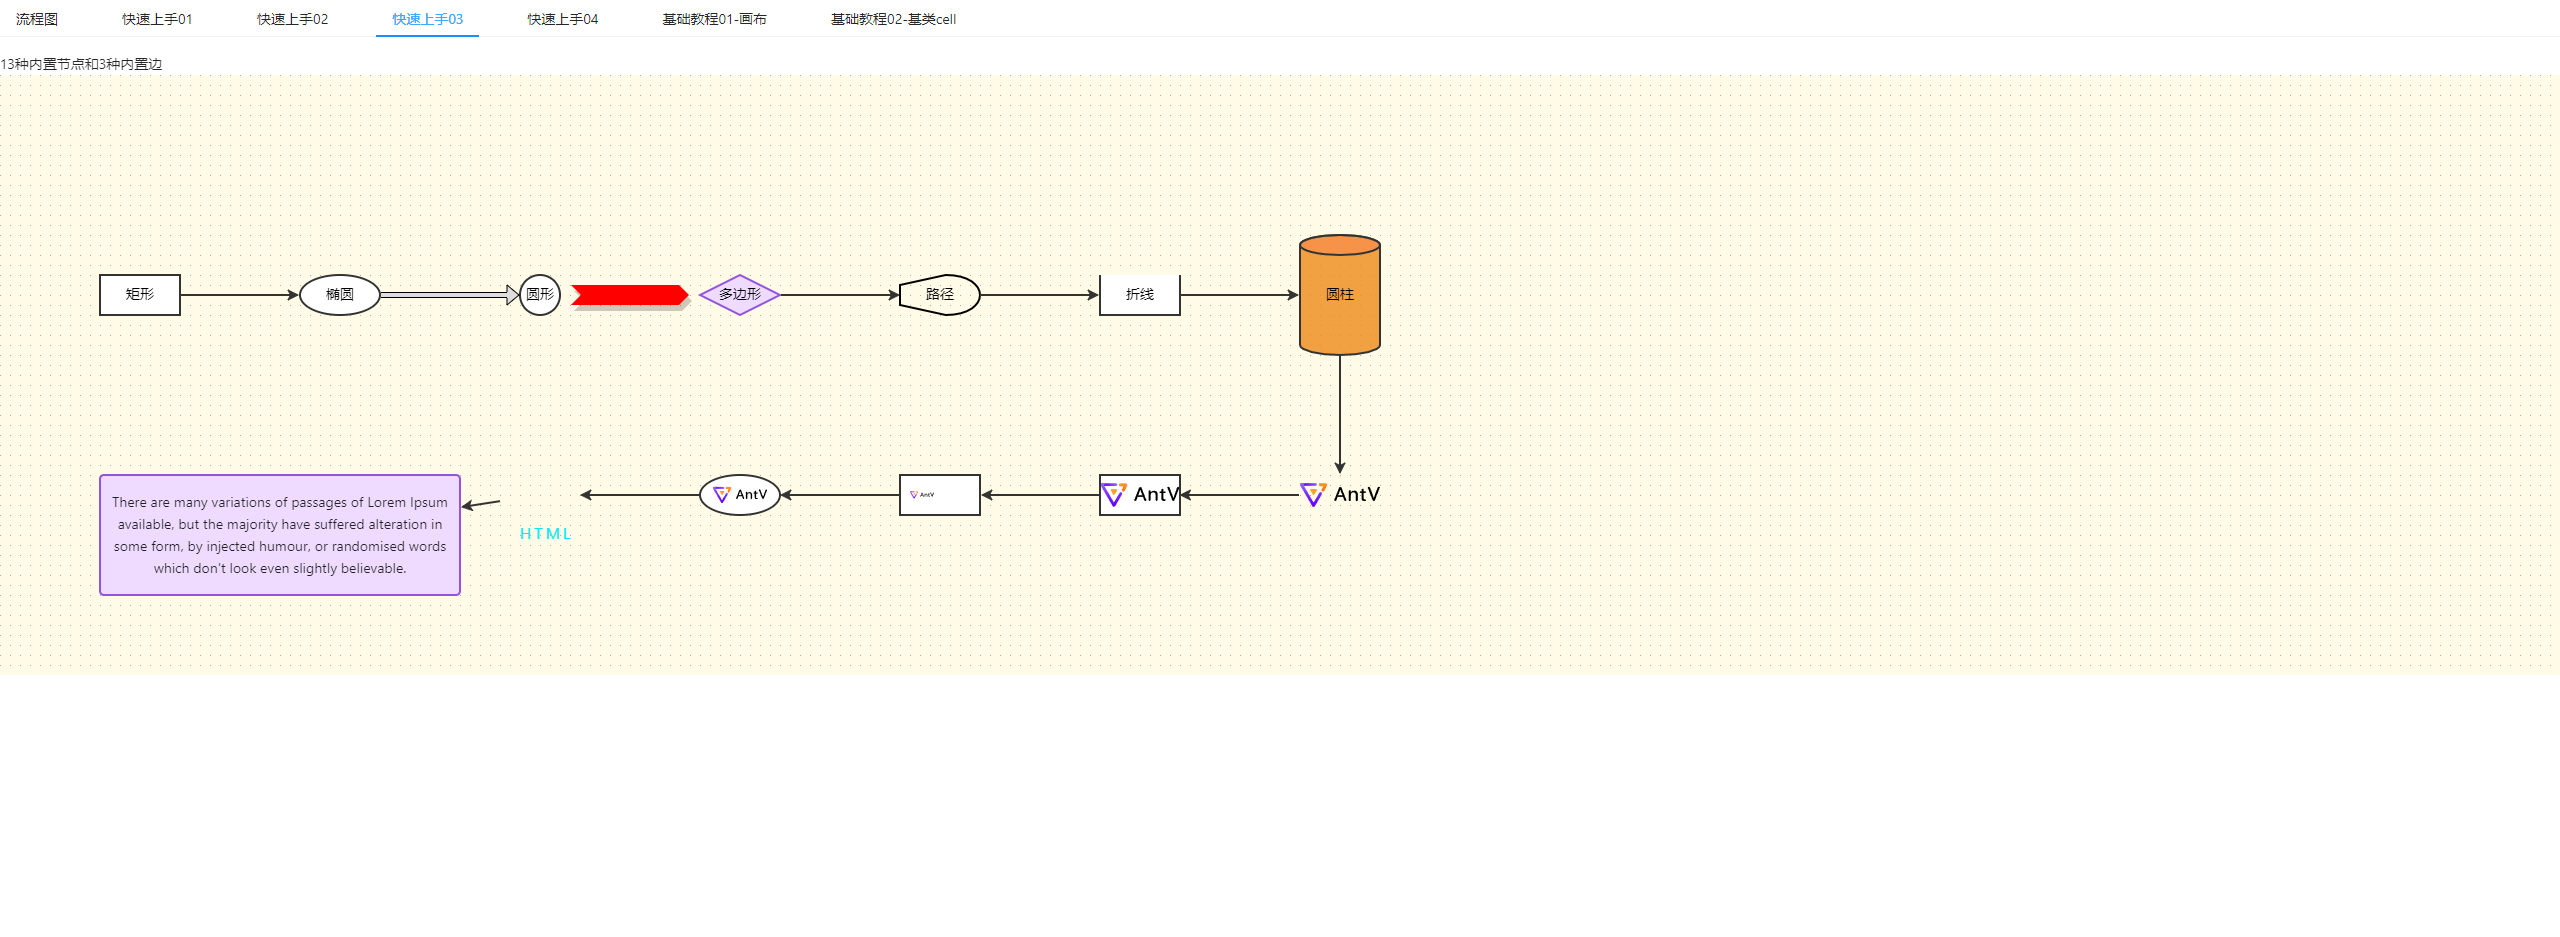 流程图
快速上手01
快速上手02
快速上手03
快速上手04
基础教程01-画布
基础教程02-基类cell
13种内置节点和3种内置边
矩形
椭圆
圆形
多边形
路径
折线
圆柱
There are many variations of passages of Lorem Ipsum
available, but the majority have suffered alteration in
some form, by injected humour, or randomised words
which don't look even slightly believable.
HTML
AntV
AntV
AntV
AntV